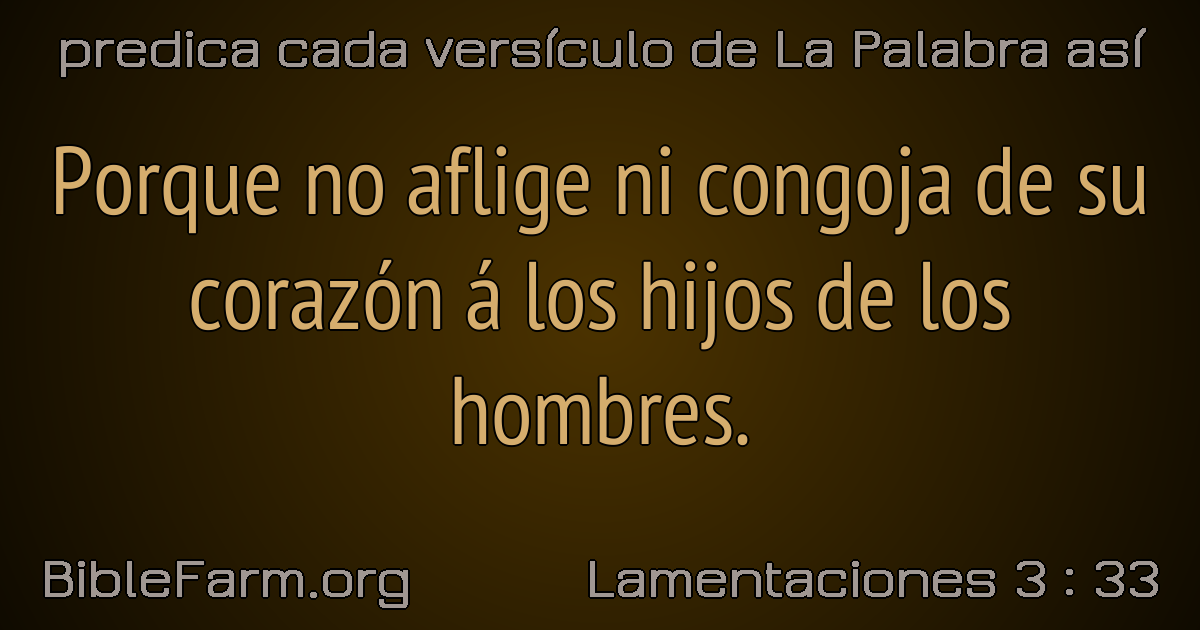 predica cada versículo de La Palabra así
Porque no aflige ni congoja de su
corazón á los hijos de los
hombres.
BibleFarm.org
Lamentaciones 3 : 33